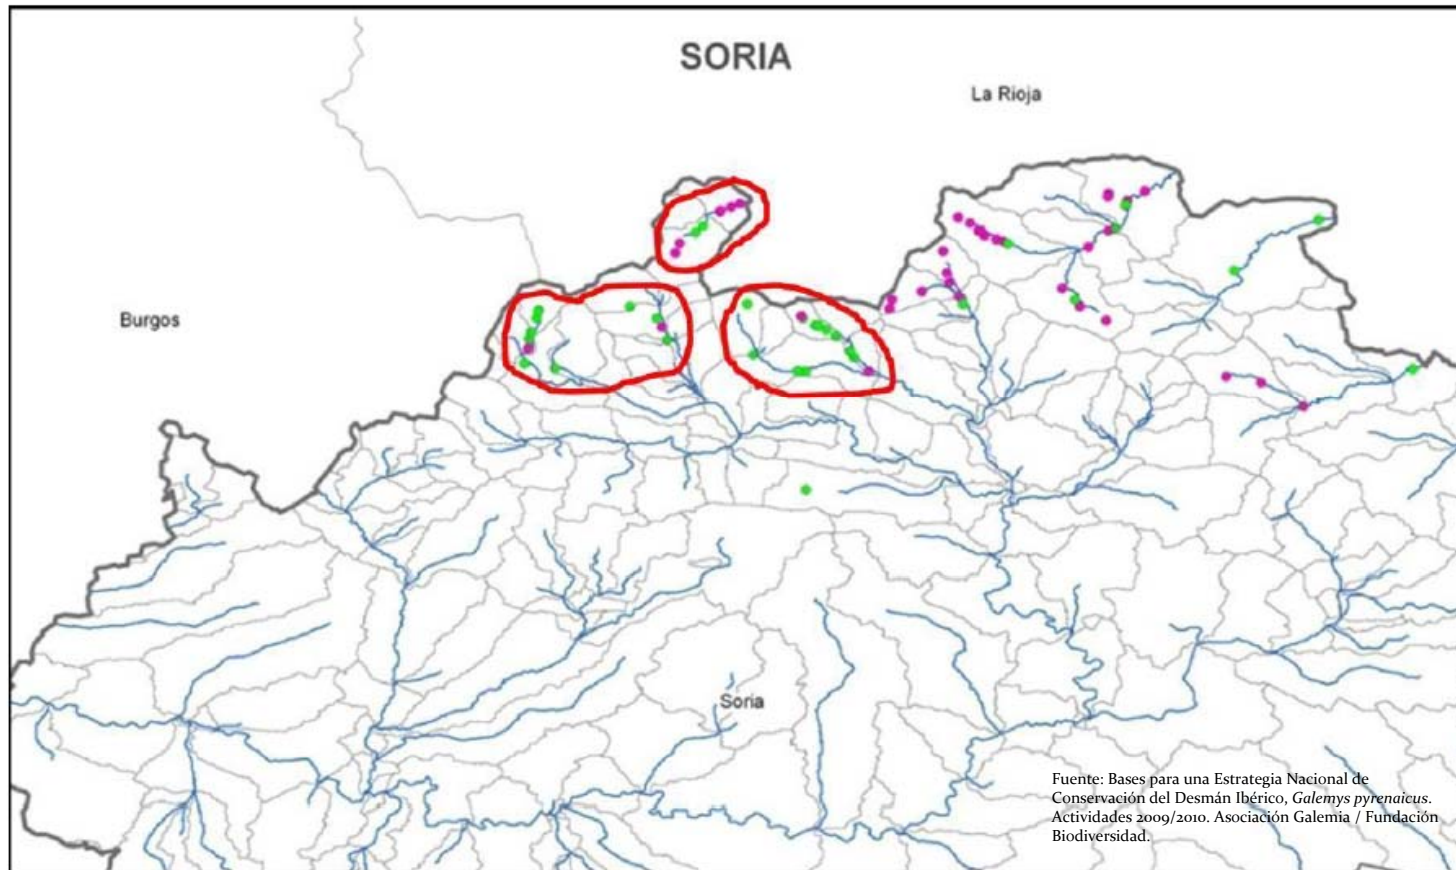 SORIA
La Rioja
Burgos
Soria
Fuente: Bases para una Estrategia Nacional de
Conservación del Desmán Ibérico, Galemys pyrenaicus.
Actividades 2009/2010. Asociación Galemia / Fundación
Biodiversidad.